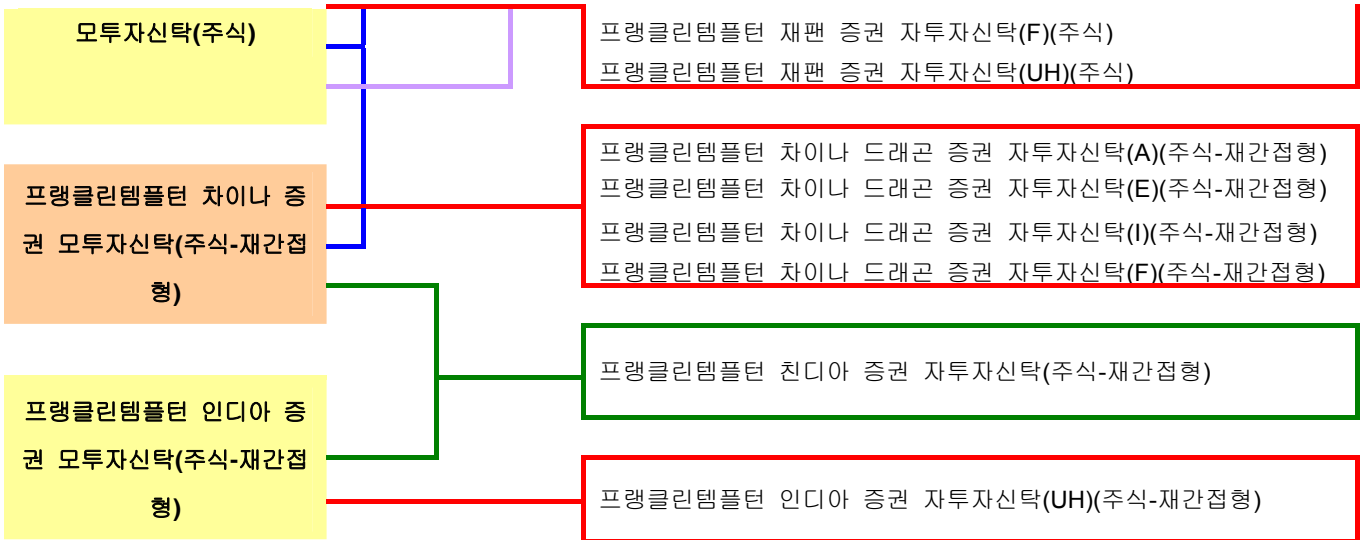 모투자신탁(주식)
프랭클린템플턴 재팬 증권 자투자신탁(F)(주식)
프랭클린템플턴 재팬 증권 자투자신탁(UH)(주식)
프랭클린템플턴 차이나 증
권 모투자신탁(주식-재간접
형)
프랭클린템플턴 차이나 드래곤 증권 자투자신탁(A)(주식-재간접형)
프랭클린템플턴 차이나 드래곤 증권 자투자신탁(E)(주식-재간접형)
프랭클린템플턴 차이나 드래곤 증권 자투자신탁(I)(주식-재간접형)
프랭클린템플턴 차이나 드래곤 증권 자투자신탁(F)(주식-재간접형)
프랭클린템플턴 친디아 증권 자투자신탁(주식-재간접형)
프랭클린템플턴 인디아 증
권 모투자신탁(주식-재간접
형)
프랭클린템플턴 인디아 증권 자투자신탁(UH)(주식-재간접형)